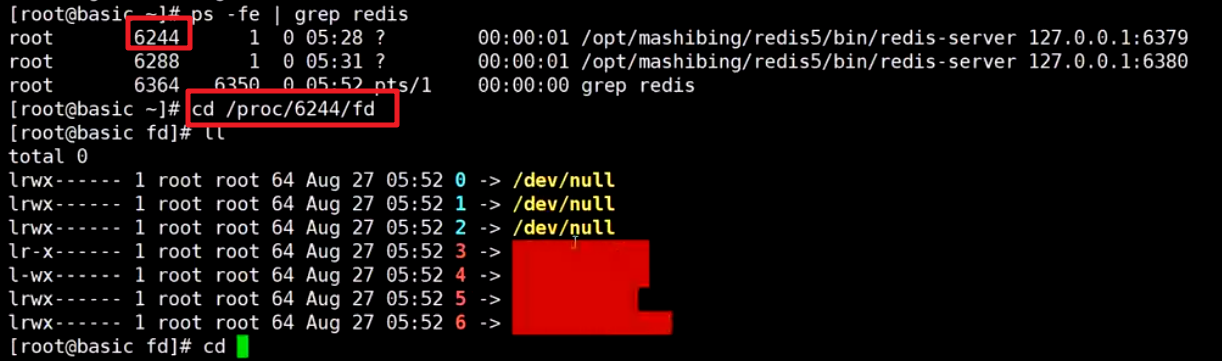 [root@basic ~]# ps -fe | grep redis
root       6244     1  0 05:28 ?        00:00:01 /opt/mashibing/redis5/bin/redis-server 127.0.0.1:6379
root       6288     1  0 05:31 ?        00:00:01 /opt/mashibing/redis5/bin/redis-server 127.0.0.1:6380
root       6364  6350  0 05:52 pts/1    00:00:00 grep redis
[root@basic ~]# cd /proc/6244/fd
[root@basic fd]# ll
total 0
lrwx------ 1 root root 64 Aug 27 05:52 0 -> /dev/null
lrwx------ 1 root root 64 Aug 27 05:52 1 -> /dev/null
lrwx------ 1 root root 64 Aug 27 05:52 2 -> /dev/null
lr-x------ 1 root root 64 Aug 27 05:52 3 ->
l-wx------ 1 root root 64 Aug 27 05:52 4 ->
lrwx------ 1 root root 64 Aug 27 05:52 5 ->
lrwx------ 1 root root 64 Aug 27 05:52 6 ->
[root@basic fd]# cd